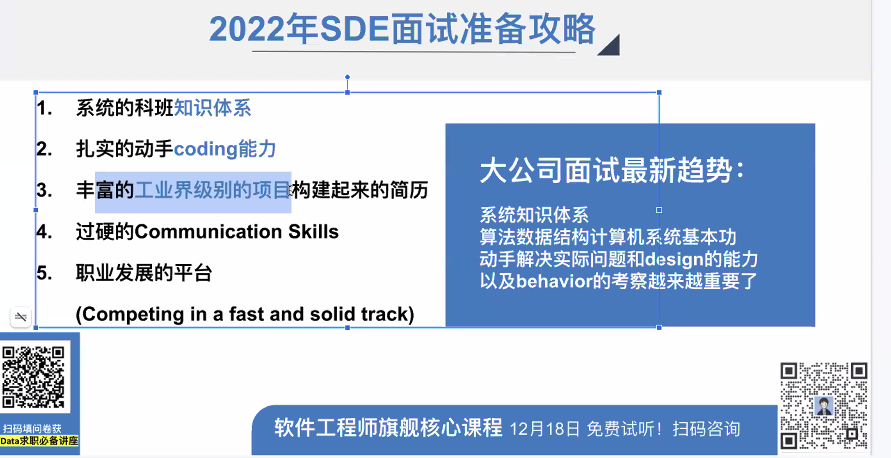 2022年SDE面试准备攻略
1. 系统的科班知识体系
2. 扎实的动手coding能力
3. 丰富的工业界级别的项目构建起来的简历
4. 过硬的Communication Skills
5. 职业发展的平台
(Competing in a fast and solid track)
大公司面试最新趋势：
系统知识体系
算法数据结构计算机系统基本功
动手解决实际问题和design的能力
以及behavior的考察越来越重要了
扫码填问卷获
Data求职必备讲座
软件工程师旗舰核心课程 12月18日 免费试听！扫码咨询